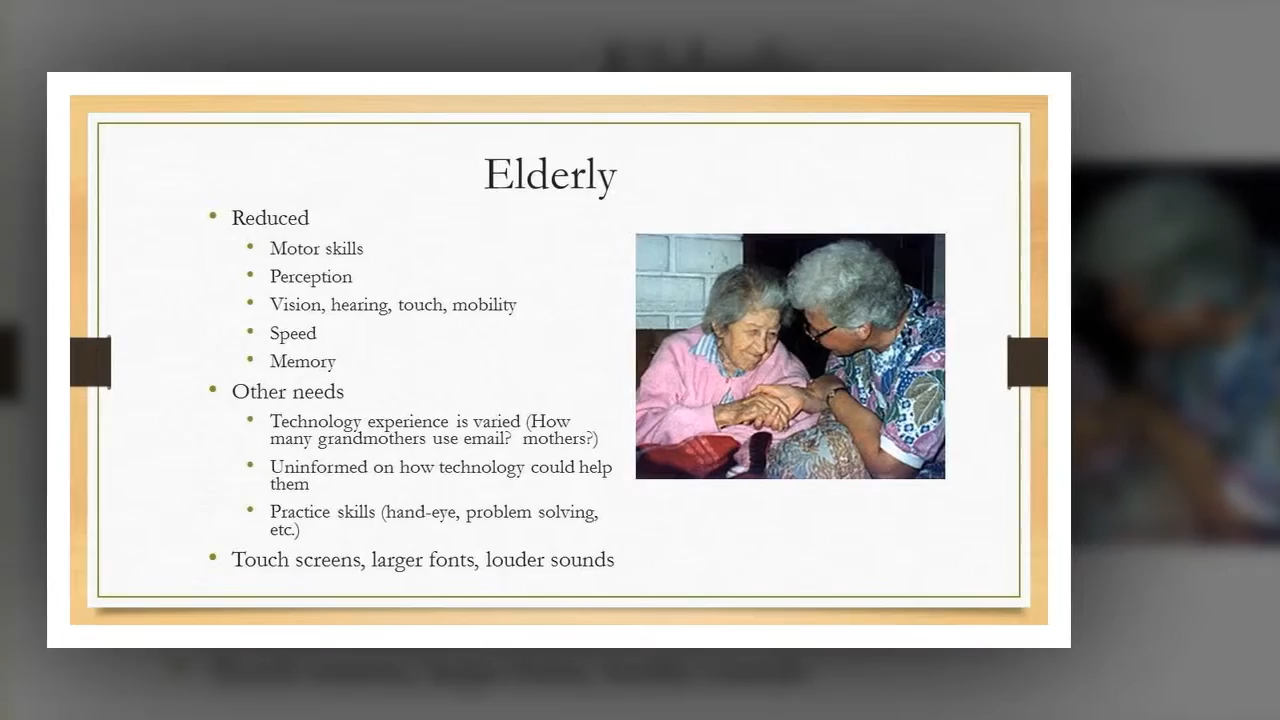 Elderly
Reduced
Motor skills
Perception
Vision, hearing, touch, mobility
Speed
Memory
Other needs
Technology experience is varied (How
many grandmothers use email? mothers?)
Uninformed on how technology could help
them
Practice skills (hand-eye, problem solving,
etc.)
Touch screens, larger fonts, louder sounds